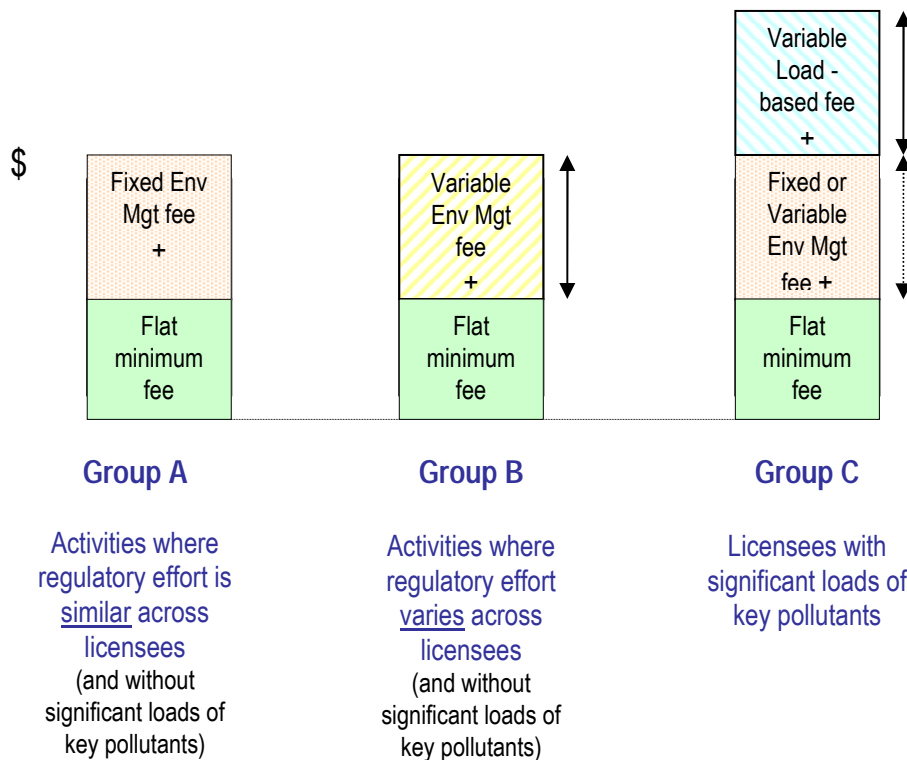 $
Fixed Env
Mgt fee
+
Flat
minimum
fee
Group A
Activities where
regulatory effort is
similar across
licensees
(and without
significant loads of
key pollutants)
Variable
Env Mgt
fee
+
Flat
minimum
fee
Group B
Activities where
regulatory effort
varies across
licensees
(and without
significant loads of
key pollutants)
Variable
Load -
based fee
+
Fixed or
Variable
Env Mgt
fee +
Flat
minimum
fee
Group C
Licensees with
significant loads of
key pollutants